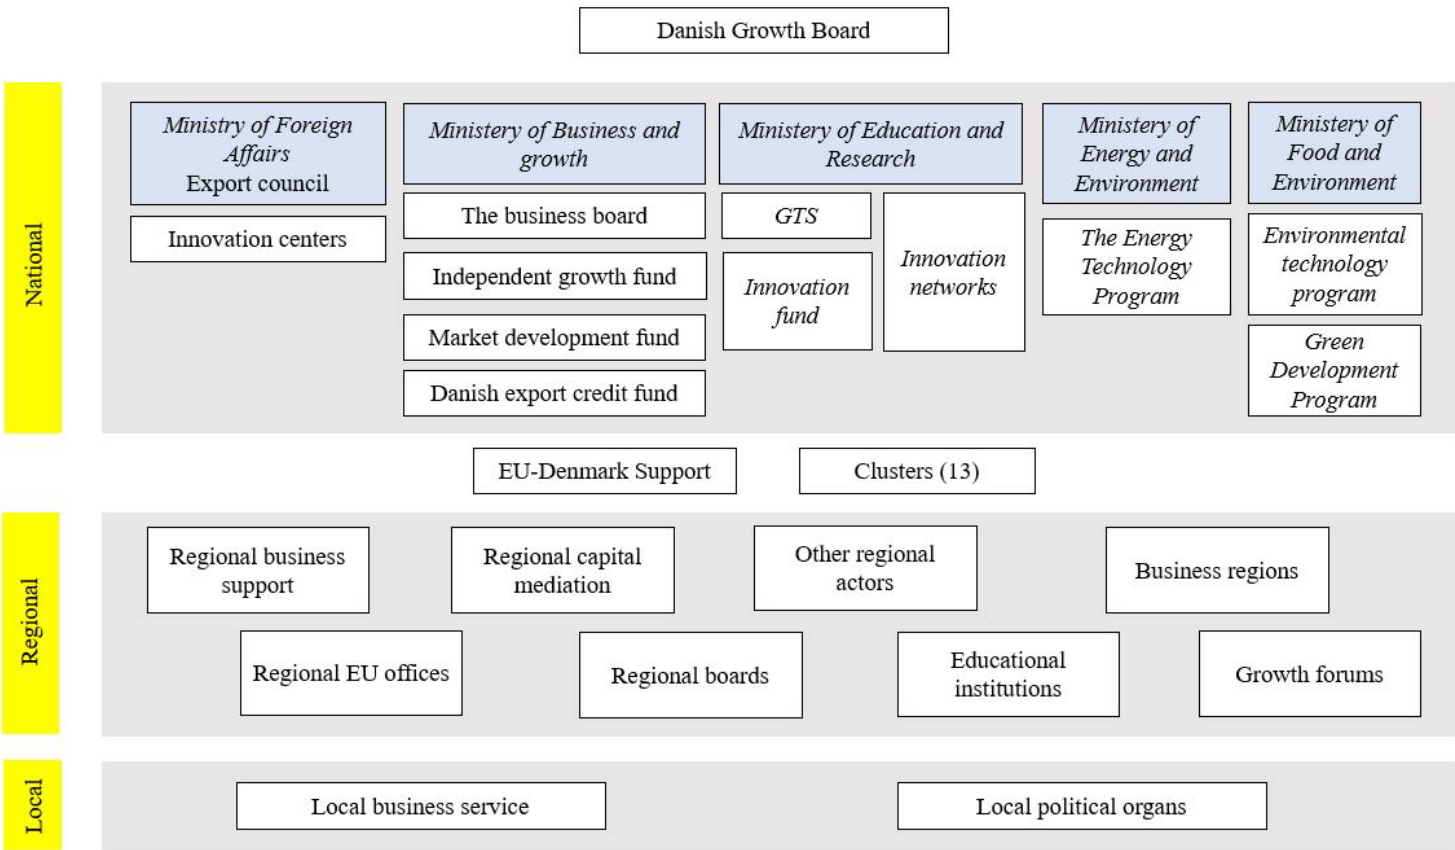 Danish Growth Board
National
Ministry of Foreign
Affairs
Export council
Innovation centers
Ministery of Business and
growth
The business board
Independent growth fund
Market development fund
Danish export credit fund
Ministery of Education and
Research
GTS
Innovation
fund
Innovation
networks
Ministery of
Energy and
Environment
The Energy
Technology
Program
Ministery of
Food and
Environment
Environmental
technology
program
Green
Development
Program
EU-Denmark Support
Clusters (13)
Regional
Regional business
support
Regional capital
mediation
Other regional
actors
Business regions
Regional EU offices
Regional boards
Educational
institutions
Growth forums
Local
Local business service
Local political organs